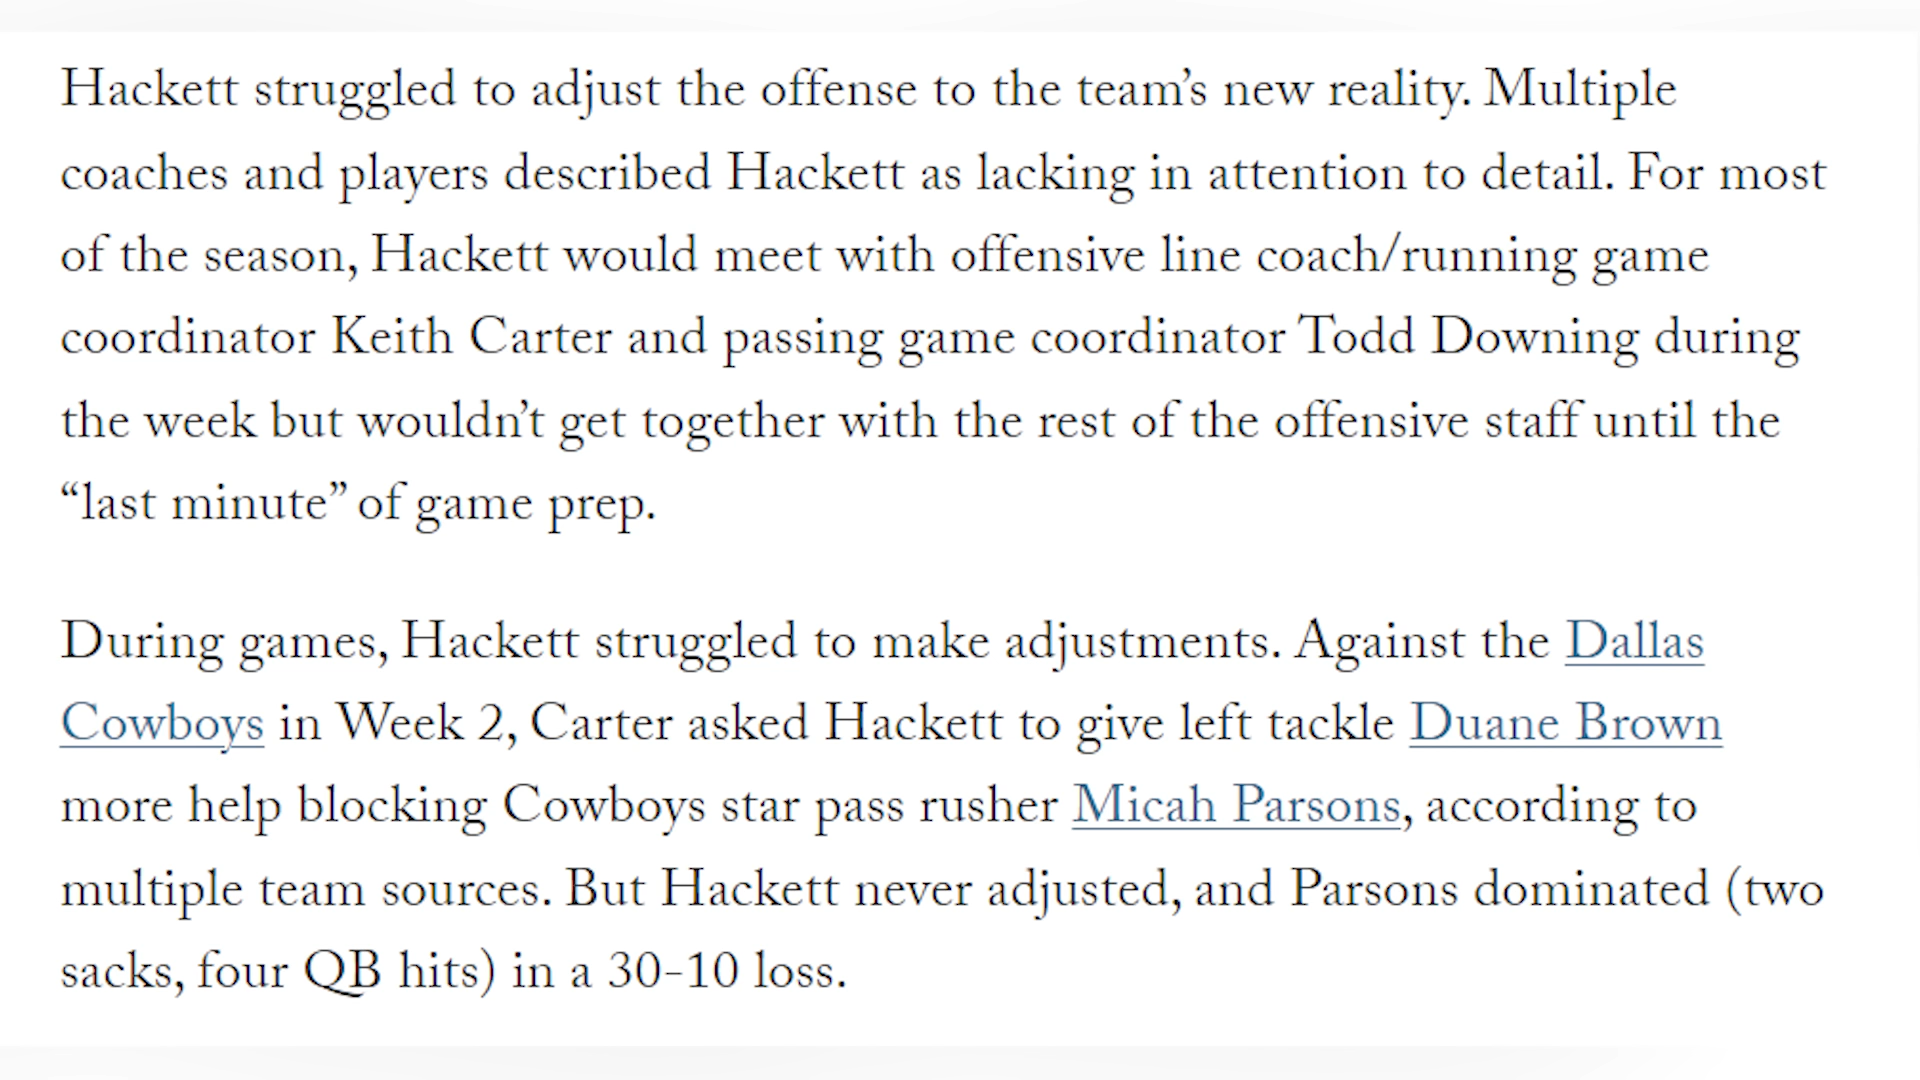 Hackett struggled to adjust the offense to the team’s new reality. Multiple
coaches and players described Hackett as lacking in attention to detail. For most
of the season, Hackett would meet with offensive line coach/running game
coordinator Keith Carter and passing game coordinator Todd Downing during
the week but wouldn’t get together with the rest of the offensive staff until the
“last minute” of game prep.
During games, Hackett struggled to make adjustments. Against the Dallas
Cowboys in Week 2, Carter asked Hackett to give left tackle Duane Brown
more help blocking Cowboys star pass rusher Micah Parsons, according to
multiple team sources. But Hackett never adjusted, and Parsons dominated (two
sacks, four QB hits) in a 30-10 loss.